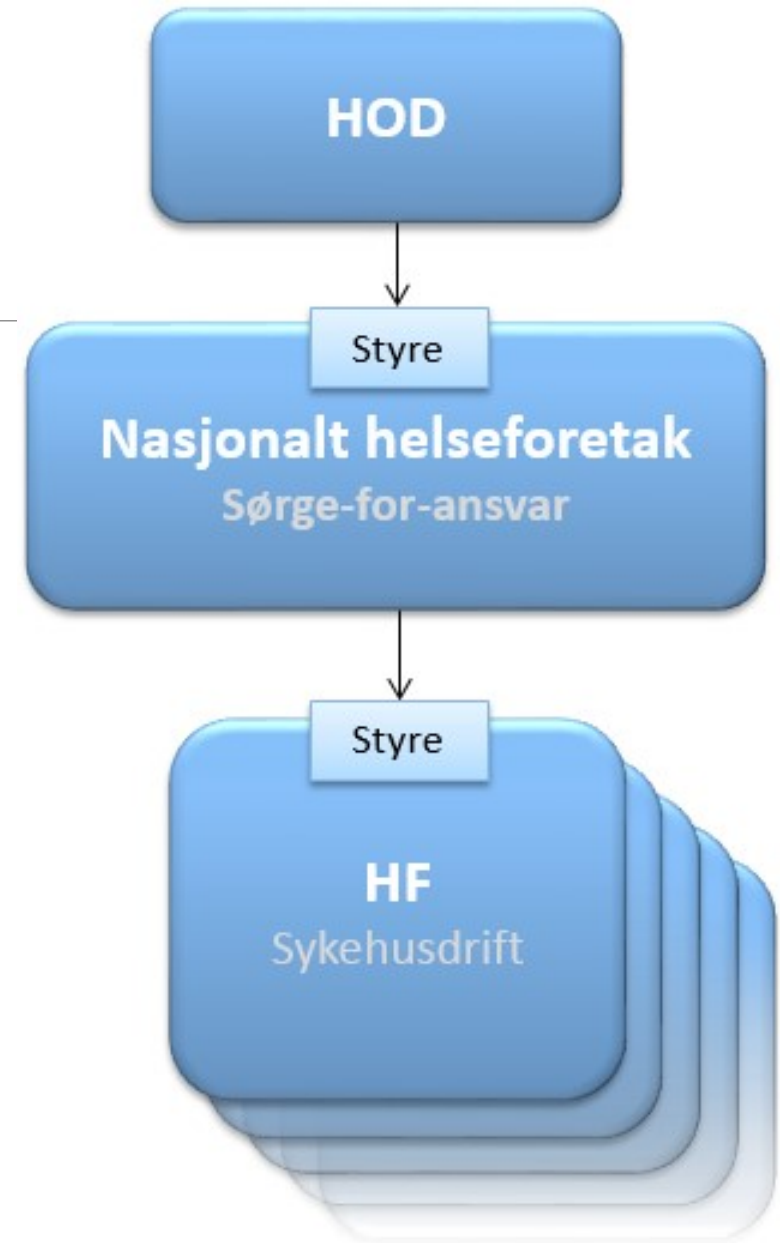 HOD
Styre
Nasjonalt helseforetak
Sørge-for-ansvar
Styre
HF
Sykehusdrift